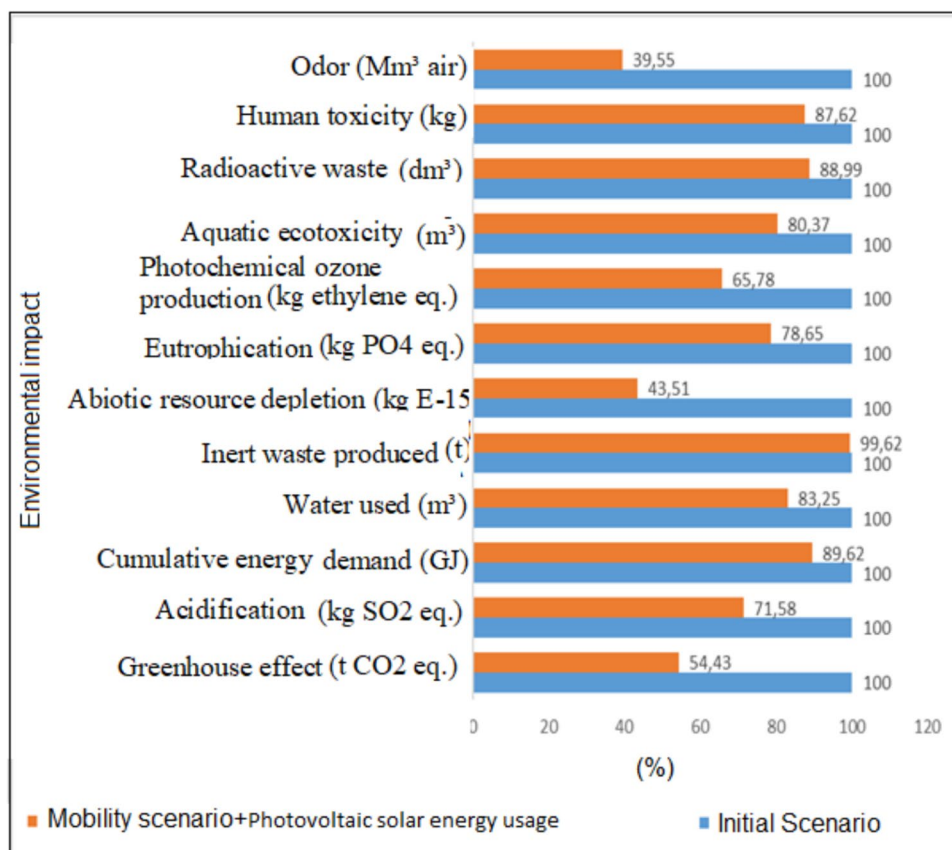 Odor (Mm³ air)
39,55
100
Human toxicity (kg)
87,62
100
Radioactive waste (dm³)
88,99
100
Aquatic ecotoxicity (m³)
80,37
100
Photochemical ozone
production (kg ethylene eq.)
65,78
100
Eutrophication (kg PO4 eq.)
78,65
100
Abiotic resource depletion (kg E-15
43,51
100
Inert waste produced (t)
99,62
100
Water used (m³)
83,25
100
Cumulative energy demand (GJ)
89,62
100
Acidification (kg SO2 eq.)
71,58
100
Greenhouse effect (t CO2 eq.)
54,43
100
Environmental impact
0 20 40 60 80 100 120
(%)
Mobility scenario+Photovoltaic solar energy usage
Initial Scenario